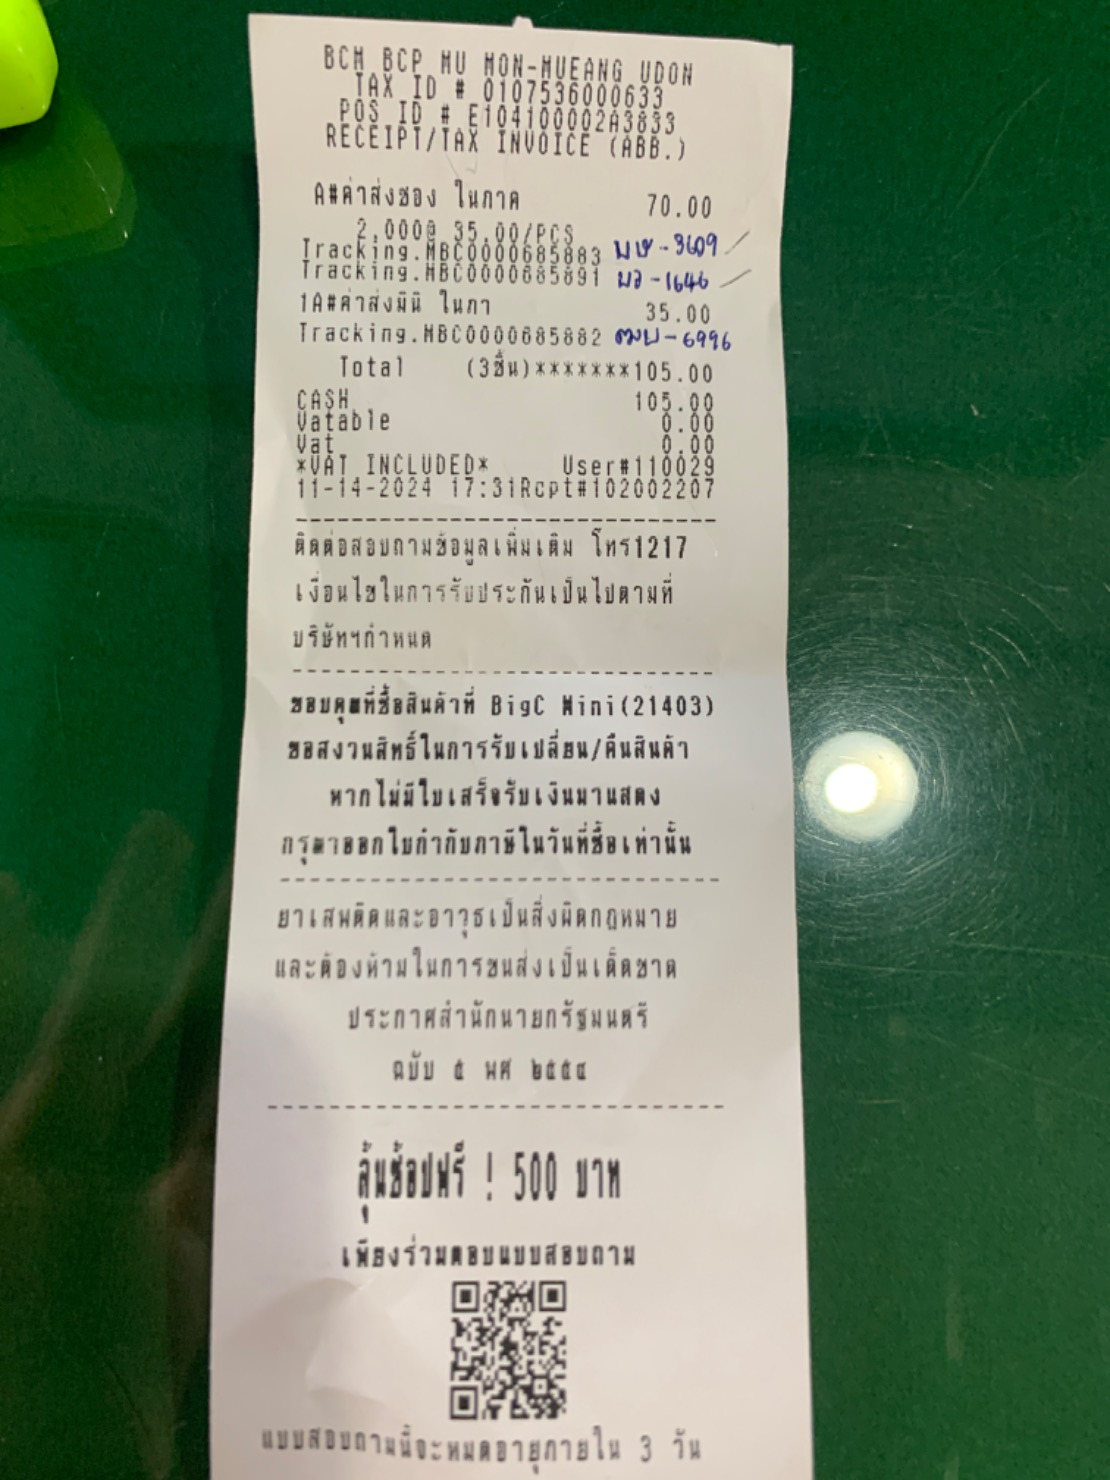 BCM BCP MU MON-MUEANG UDON
TAX ID # 0107536000633
POS ID # E104100002A3833
RECEIPT/TAX INVOICE (ABB.)
A#ค่าส่งซอง ในภาค 70.00
2.000@ 35.00/PCS
Tracking.MBC0000685883 -3609
Tracking.MBC0000685891 -1646
1A#ค่าส่งมินิ ในภา 35.00
Tracking.MBC0000685882 -6996
Total (3ชิ้น)*******105.00
CASH 105.00
Vatable 0.00
Vat 0.00
*VAT INCLUDED* User#110029
11-14-2024 17:31Rcpt#102002207
ติดต่อสอบถามข้อมูลเพิ่มเติม โทร1217
เงื่อนไขในการรับประกันเป็นไปตามที่
บริษัทฯกำหนด
ขอบคุณที่ซื้อสินค้าที่ BigC Mini(21403)
ขอสงวนสิทธิ์ในการรับเปลี่ยน/คืนสินค้า
หากไม่มีใบเสร็จรับเงินมาแสดง
กรุณาออกใบกำกับภาษีในวันที่ซื้อเท่านั้น
ยาเสพติดและอาวุธเป็นสิ่งผิดกฎหมาย
และต้องห้ามในการขนส่งเป็นเด็ดขาด
ประกาศสำนักนายกรัฐมนตรี
ฉบับ ๕ พศ ๒๕๕๔
ลุ้นช้อปฟรี ! 500 บาท
เพียงร่วมตอบแบบสอบถาม
แบบสอบถามนี้จะหมดอายุภายใน 3 วัน